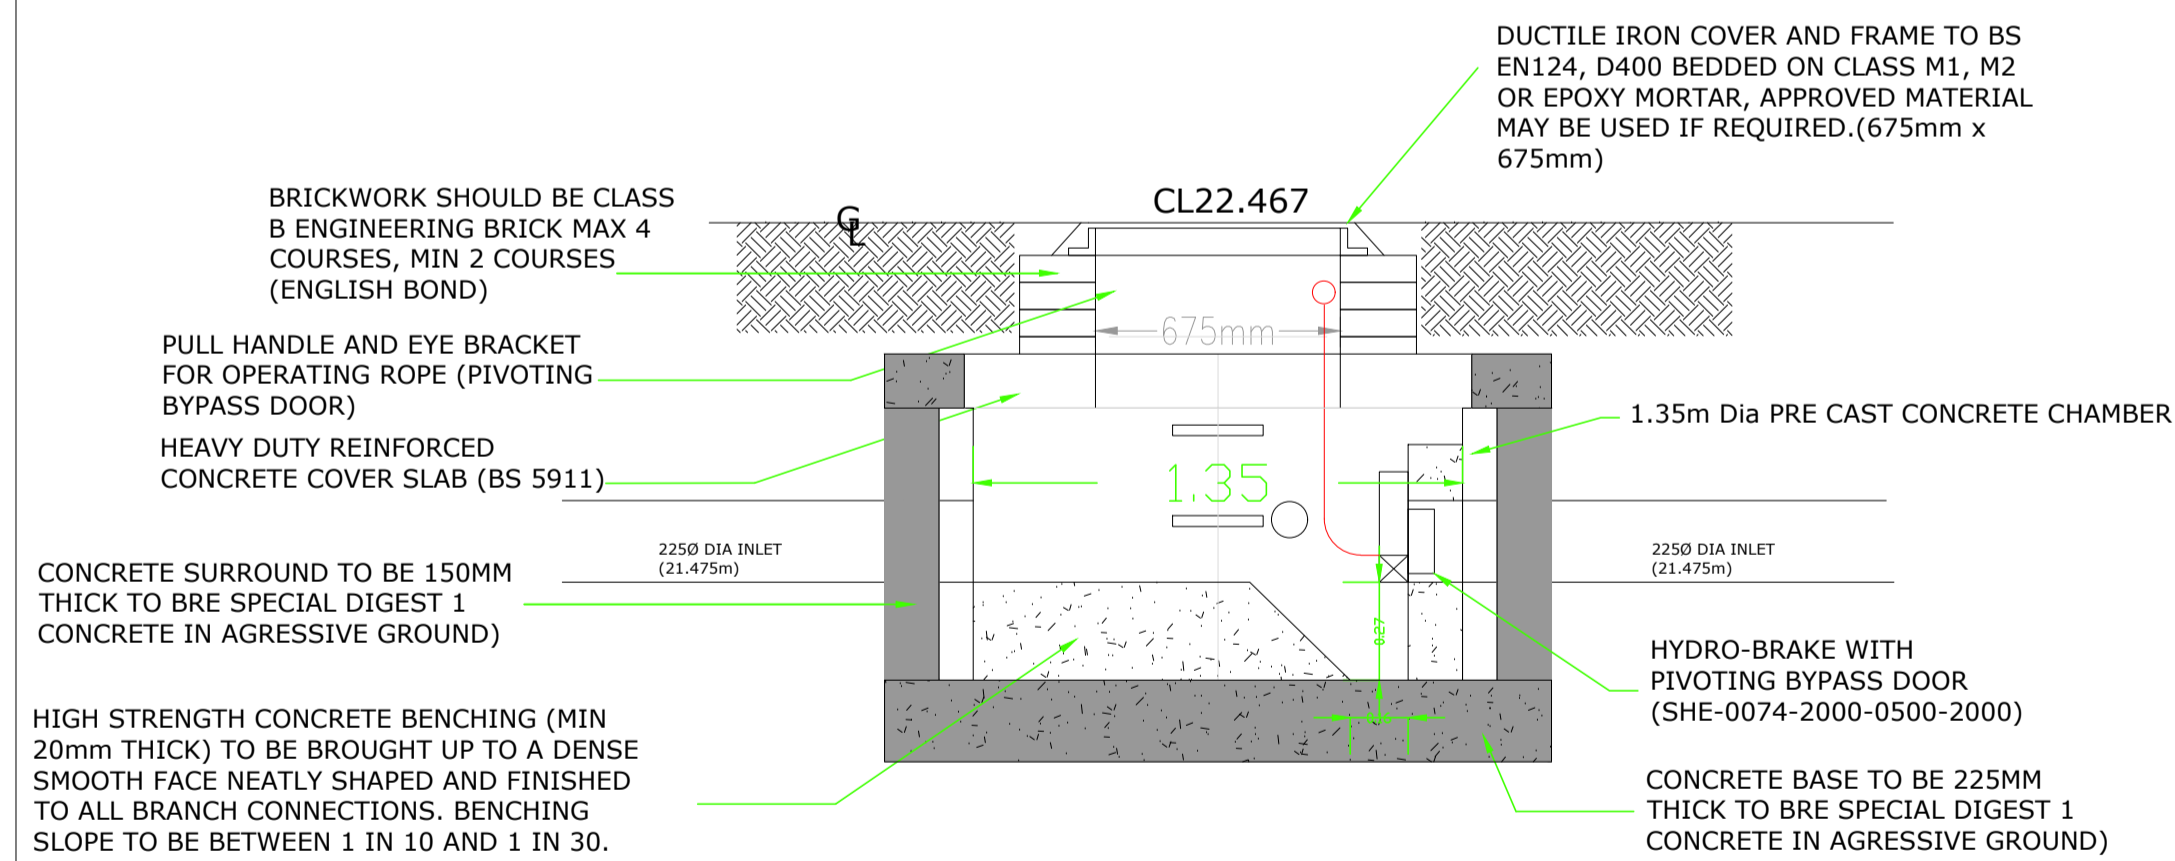 DUCTILE IRON COVER AND FRAME TO BS
EN124, D400 BEDDED ON CLASS M1, M2
OR EPOXY MORTAR, APPROVED MATERIAL
MAY BE USED IF REQUIRED.(675mm x
675mm)
BRICKWORK SHOULD BE CLASS
B ENGINEERING BRICK MAX 4
COURSES, MIN 2 COURSES
(ENGLISH BOND)
CL22.467
GL
PULL HANDLE AND EYE BRACKET
FOR OPERATING ROPE (PIVOTING
BYPASS DOOR)
675mm
HEAVY DUTY REINFORCED
CONCRETE COVER SLAB (BS 5911)
1.35m Dia PRE CAST CONCRETE CHAMBER
1.35
225Ø DIA INLET
(21.475m)
225Ø DIA INLET
(21.475m)
CONCRETE SURROUND TO BE 150MM
THICK TO BRE SPECIAL DIGEST 1
CONCRETE IN AGRESSIVE GROUND)
0.27
HYDRO-BRAKE WITH
PIVOTING BYPASS DOOR
(SHE-0074-2000-0500-2000)
HIGH STRENGTH CONCRETE BENCHING (MIN
20mm THICK) TO BE BROUGHT UP TO A DENSE
SMOOTH FACE NEATLY SHAPED AND FINISHED
TO ALL BRANCH CONNECTIONS. BENCHING
SLOPE TO BE BETWEEN 1 IN 10 AND 1 IN 30.
CONCRETE BASE TO BE 225MM
THICK TO BRE SPECIAL DIGEST 1
CONCRETE IN AGRESSIVE GROUND)